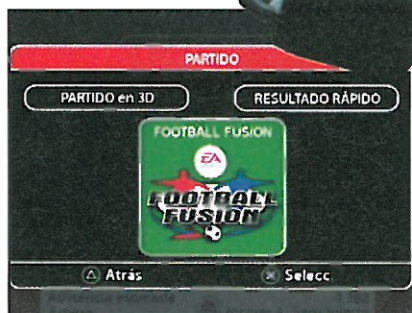 PARTIDO
PARTIDO en 3D
RESULTADO RÁPIDO
FOOTBALL FUSION
EA
FOOTBALL
FUSION
Atrás
Selecc